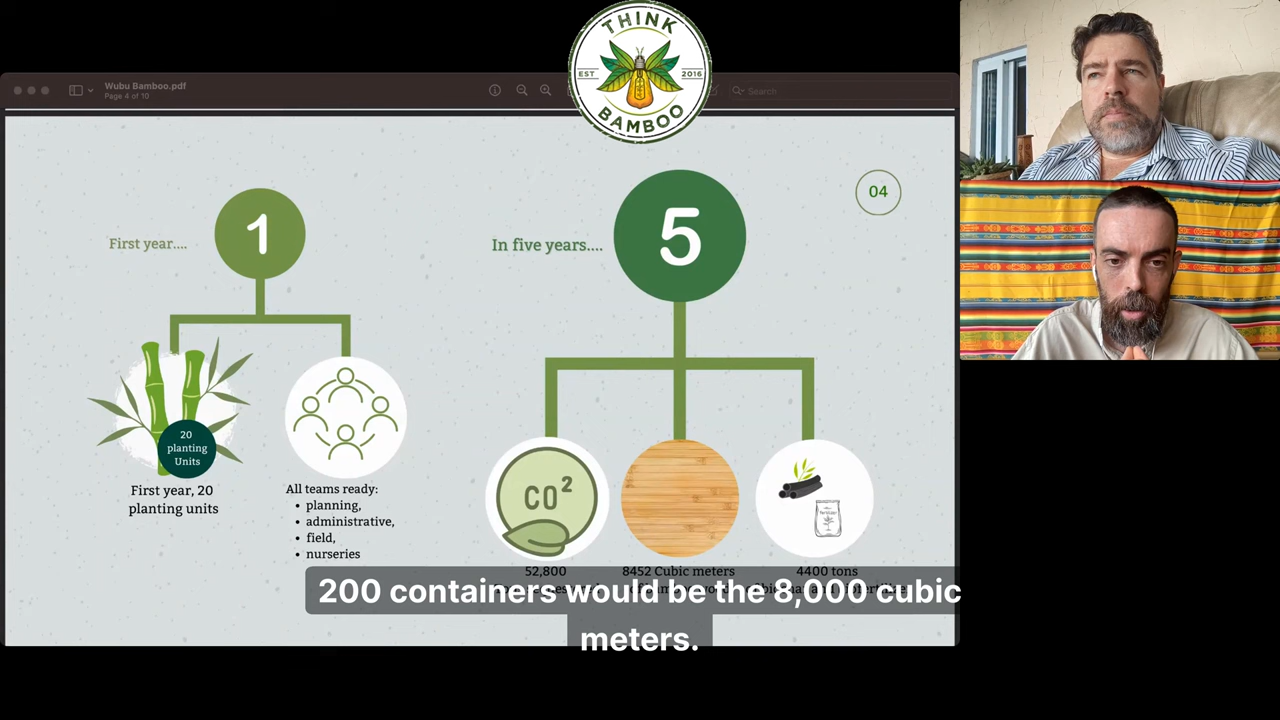 THINK
EST
2016
BAMBOO
Wubu Bamboo.pdf
Page 4 of 10
Search
04
First year....
1
In five years....
5
20
planting
Units
First year, 20
planting units
All teams ready:
• planning,
• administrative,
• field,
• nurseries
CO²
fertilizer
52,800
8452 Cubic meters
4400 tons
200 containers would be the 8,000 cubic
meters.